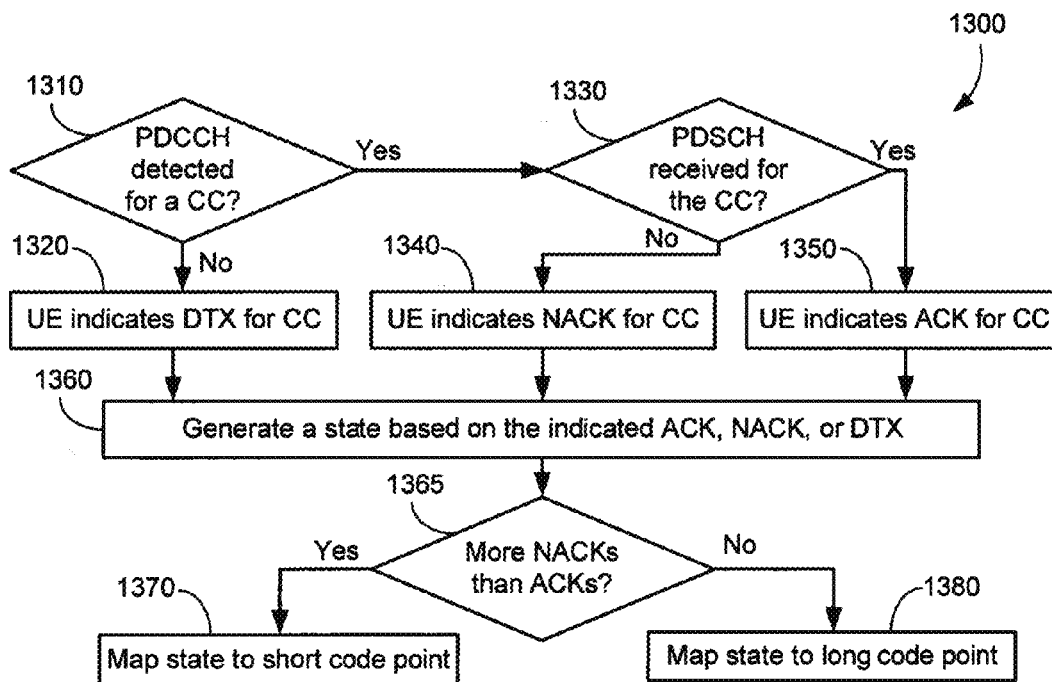 1300
1310
PDCCH
detected
for a CC?
Yes
1330
PDSCH
received for
the CC?
Yes
1320
No
UE indicates DTX for CC
1340
No
UE indicates NACK for CC
1350
UE indicates ACK for CC
1360
Generate a state based on the indicated ACK, NACK, or DTX
1365
More NACKs
than ACKs?
Yes
No
1370
Map state to short code point
1380
Map state to long code point